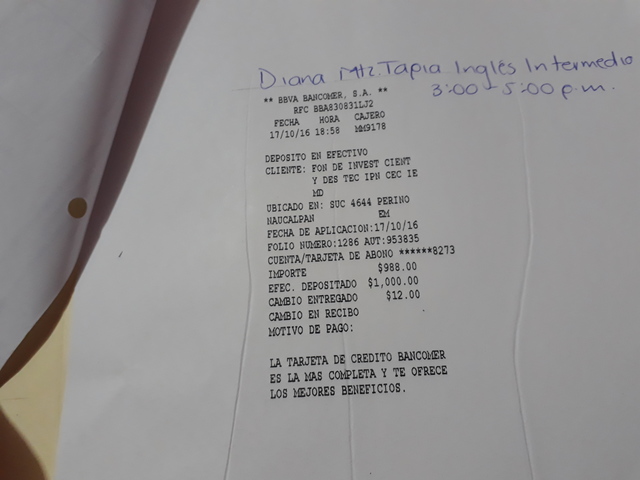 Diana Mtz. Tapia Inglés Intermedio
3:00 - 5:00 p.m.
** BBVA BANCOMER, S.A. **
RFC BBA830831LJ2
FECHA HORA CAJERO
17/10/16 18:58 MM9178
DEPOSITO EN EFECTIVO
CLIENTE: FON DE INVEST CIENT
Y DES TEC IPN CEC IE
MD
UBICADO EN: SUC 4644 PERINO
NAUCALPAN EM
FECHA DE APLICACION:17/10/16
FOLIO NUMERO:1286 AUT:953835
CUENTA/TARJETA DE ABONO ******8273
IMPORTE $988.00
EFEC. DEPOSITADO $1,000.00
CAMBIO ENTREGADO $12.00
CAMBIO EN RECIBO
MOTIVO DE PAGO:
LA TARJETA DE CREDITO BANCOMER
ES LA MAS COMPLETA Y TE OFRECE
LOS MEJORES BENEFICIOS.